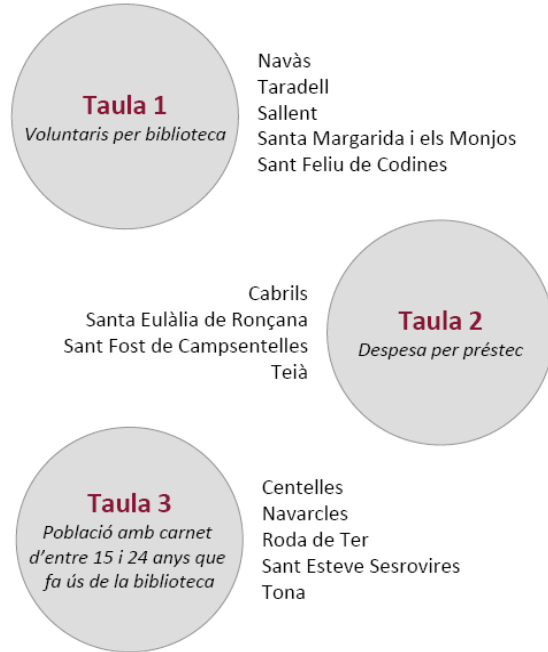 Taula 1
Voluntaris per biblioteca
Navàs
Taradell
Sallent
Santa Margarida i els Monjos
Sant Feliu de Codines
Cabrils
Santa Eulàlia de Ronçana
Sant Fost de Campsentelles
Teià
Taula 2
Despesa per préstec
Taula 3
Població amb carnet
d’entre 15 i 24 anys que
fa ús de la biblioteca
Centelles
Navarcles
Roda de Ter
Sant Esteve Sesrovires
Tona